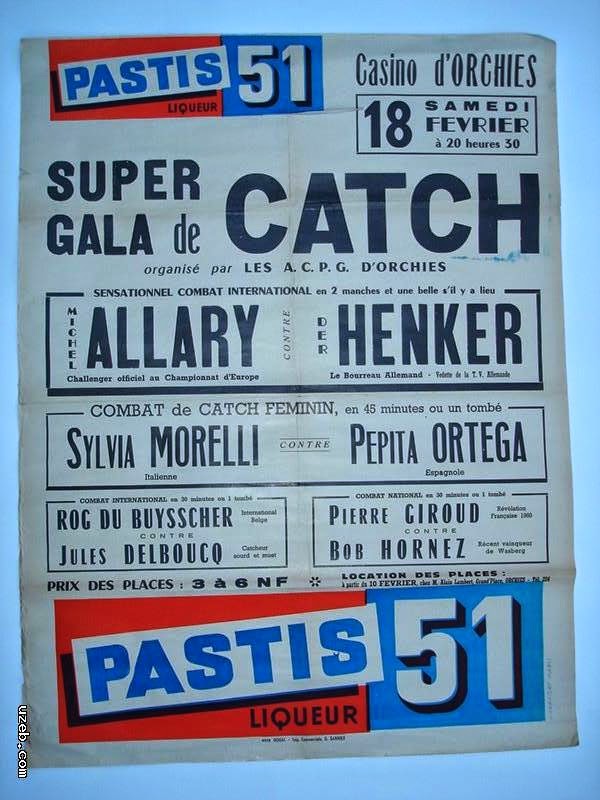 PASTIS 51
LIQUEUR
Casino d'ORCHIES
18 SAMEDI
FEVRIER
à 20 heures 30
SUPER
GALA de CATCH
organisé par LES A.C.P.G. D'ORCHIES
SENSATIONNEL COMBAT INTERNATIONAL en 2 manches et une belle s'il y a lieu
MICHEL ALLARY CONTRE DER HENKER
Challenger officiel au Championnat d'Europe
Le Bourreau Allemand - Vedette de la T.V. Allemande
COMBAT de CATCH FEMININ, en 45 minutes ou un tombé
SYLVIA MORELLI CONTRE PEPITA ORTEGA
Italienne
Espagnole
COMBAT INTERNATIONAL en 30 minutes ou 1 tombé
ROG DU BUYSSCHER International Belge
CONTRE
JULES DELBOUCQ Catcheur sourd et muet
COMBAT NATIONAL en 30 minutes ou 1 tombé
PIERRE GIROUD Révélation Française 1960
CONTRE
BOB HORNEZ Récent vainqueur de Wasberg
PRIX DES PLACES : 3 à 6 NF
LOCATION DES PLACES :
à partir du 10 FEVRIER, chez M. Alain Lambert, Grand'Place, ORCHIES - Tél. 224
PASTIS 51
LIQUEUR
uzeb.com